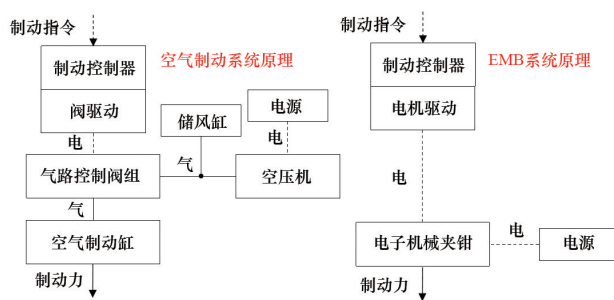 制动指令
制动控制器
空气制动系统原理
阀驱动
电
储风缸
电源
电
气路控制阀组
气
空压机
气
空气制动缸
制动力
制动指令
制动控制器
EMB系统原理
电机驱动
电
电子机械夹钳
电
电源
制动力